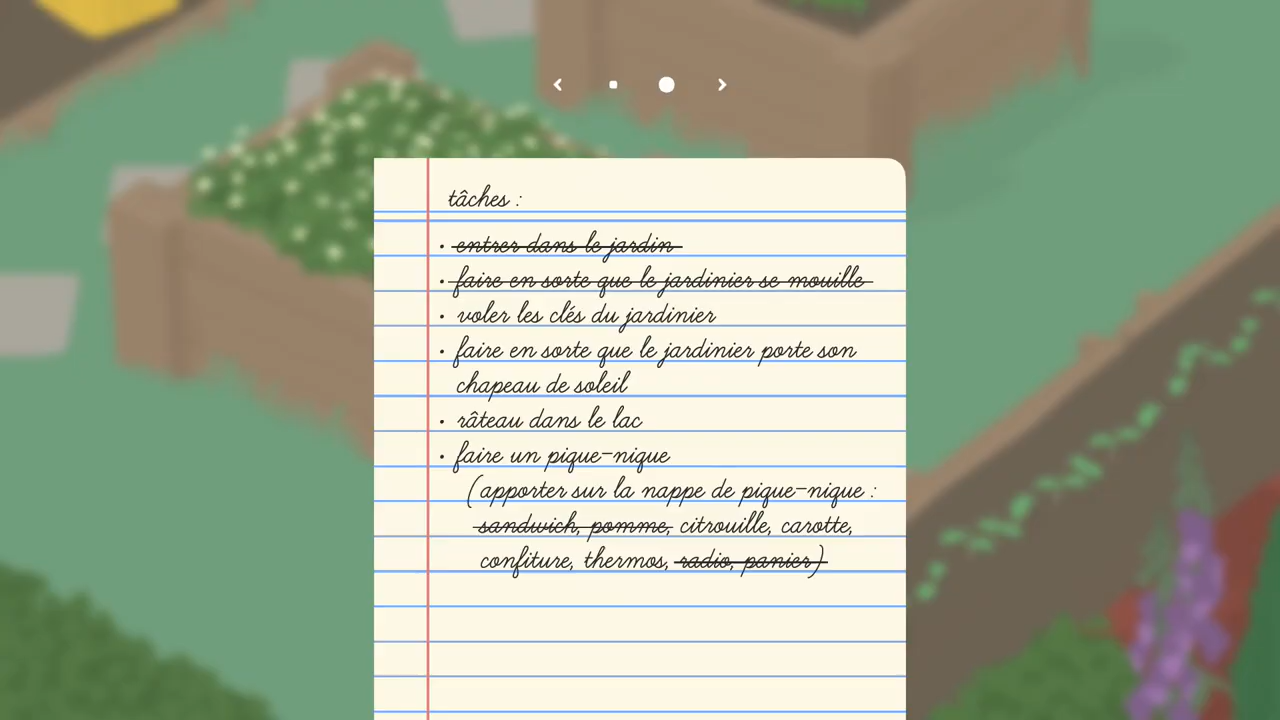 tâches :
• entrer dans le jardin
• faire en sorte que le jardinier se mouille
• voler les clés du jardinier
• faire en sorte que le jardinier porte son
chapeau de soleil
• râteau dans le lac
• faire un pique-nique
(apporter sur la nappe de pique-nique :
sandwich, pomme, citrouille, carotte,
confiture, thermos, radio, panier)